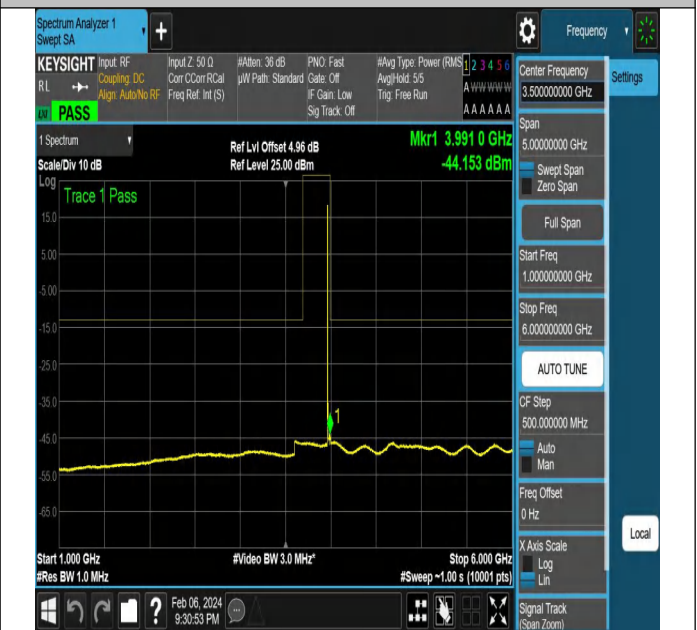 Spectrum Analyzer 1
Swept SA
+
Frequency
KEYSIGHT
RL
LXI
PASS
Input: RF
Coupling: DC
Align: Auto/No RF
Input Z: 50 Ω
Corr CCorr RCal
Freq Ref: Int (S)
#Atten: 36 dB
µW Path: Standard
PNO: Fast
Gate: Off
IF Gain: Low
Sig Track: Off
#Avg Type: Power (RMS
Avg|Hold: 5/5
Trig: Free Run
1 2 3 4 5 6
A W W W W W
A A A A A A
1 Spectrum
Scale/Div 10 dB
Log
Ref Lvl Offset 4.96 dB
Ref Level 25.00 dBm
Mkr1 3.991 0 GHz
-44.153 dBm
Trace 1 Pass
15.0
5.00
-5.00
-15.0
-25.0
-35.0
-45.0
-55.0
-65.0
1
Start 1.000 GHz
#Res BW 1.0 MHz
#Video BW 3.0 MHz*
Stop 6.000 GHz
#Sweep ~1.00 s (10001 pts)
?
Feb 06, 2024
9:30:53 PM
Center Frequency
3.500000000 GHz
Settings
Span
5.00000000 GHz
Swept Span
Zero Span
Full Span
Start Freq
1.000000000 GHz
Stop Freq
6.000000000 GHz
AUTO TUNE
CF Step
500.000000 MHz
Auto
Man
Freq Offset
0 Hz
X Axis Scale
Log
Lin
Local
Signal Track
(Span Zoom)